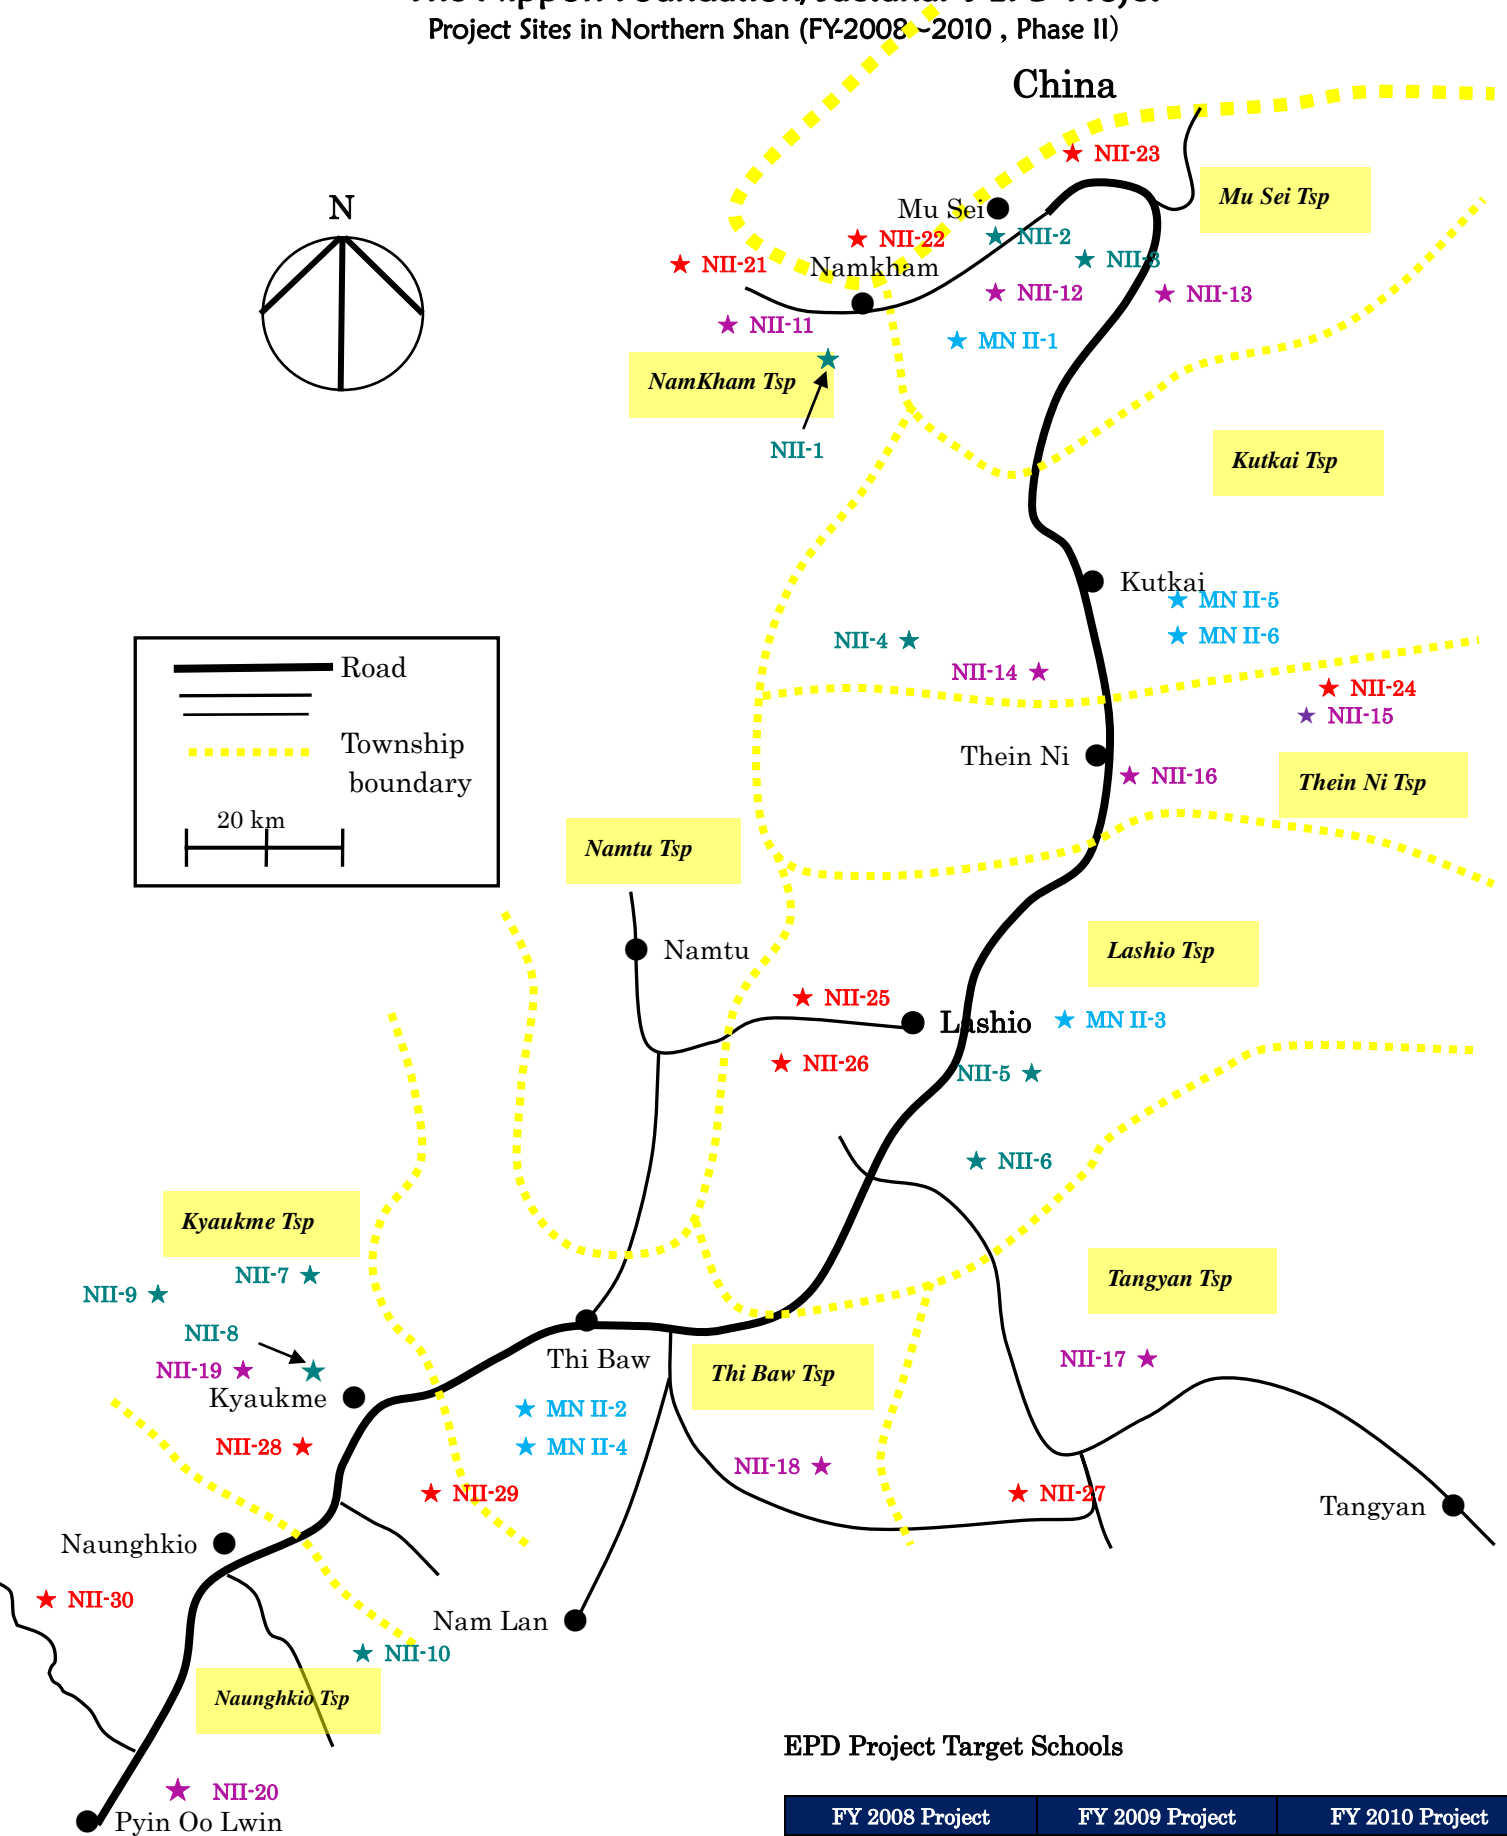 Project Sites in Northern Shan (FY-2008~2010 , Phase II)
China
NII-23
Mu Sei Tsp
N
Mu Sei
NII-22
NII-2
NII-21
Namkham
NII-3
NII-12
NII-13
NII-11
MN II-1
NamKham Tsp
NII-1
Kutkai Tsp
Kutkai
MN II-5
NII-4
MN II-6
NII-14
Road
NII-24
NII-15
Township
boundary
Thein Ni
NII-16
Thein Ni Tsp
20 km
Namtu Tsp
Namtu
Lashio Tsp
NII-25
Lashio
MN II-3
NII-26
NII-5
NII-6
Kyaukme Tsp
NII-7
NII-9
Tangyan Tsp
NII-8
Thi Baw
NII-17
NII-19
Thi Baw Tsp
Kyaukme
MN II-2
NII-28
MN II-4
NII-18
NII-29
NII-27
Tangyan
Naunghkio
NII-30
Nam Lan
NII-10
Naunghkio Tsp
EPD Project Target Schools
NII-20
Pyin Oo Lwin
FY 2008 Project
FY 2009 Project
FY 2010 Project